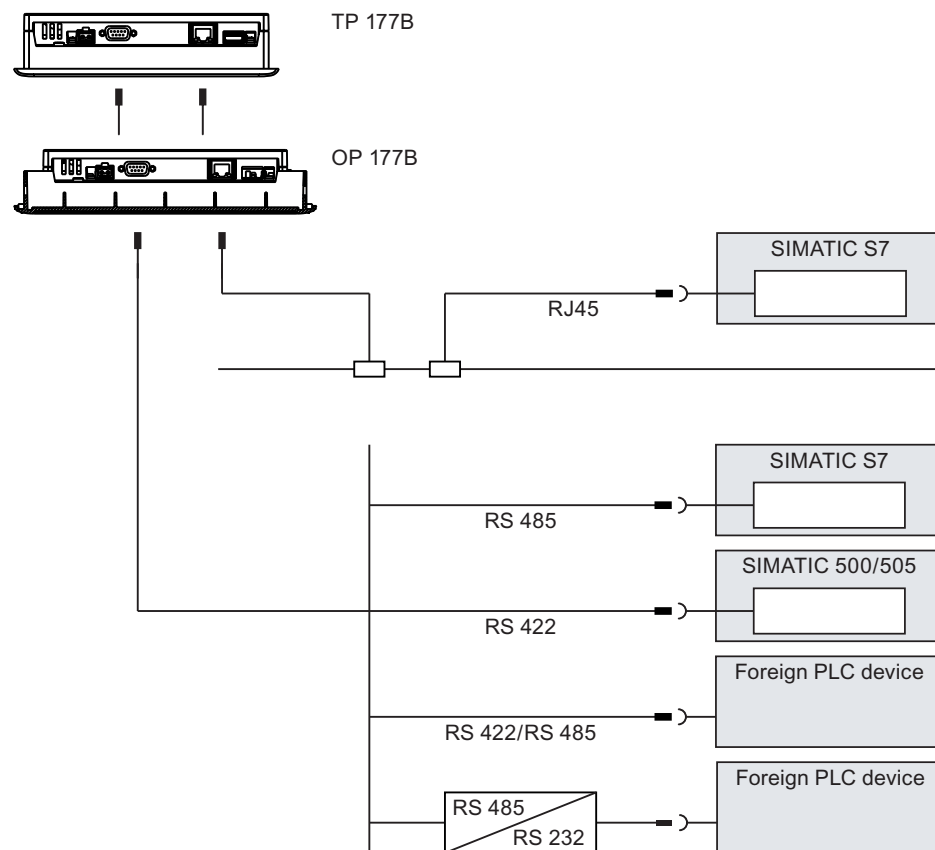 TP 177B
OP 177B
SIMATIC S7
RJ45
SIMATIC S7
RS 485
SIMATIC 500/505
RS 422
Foreign PLC device
RS 422/RS 485
Foreign PLC device
RS 485
RS 232